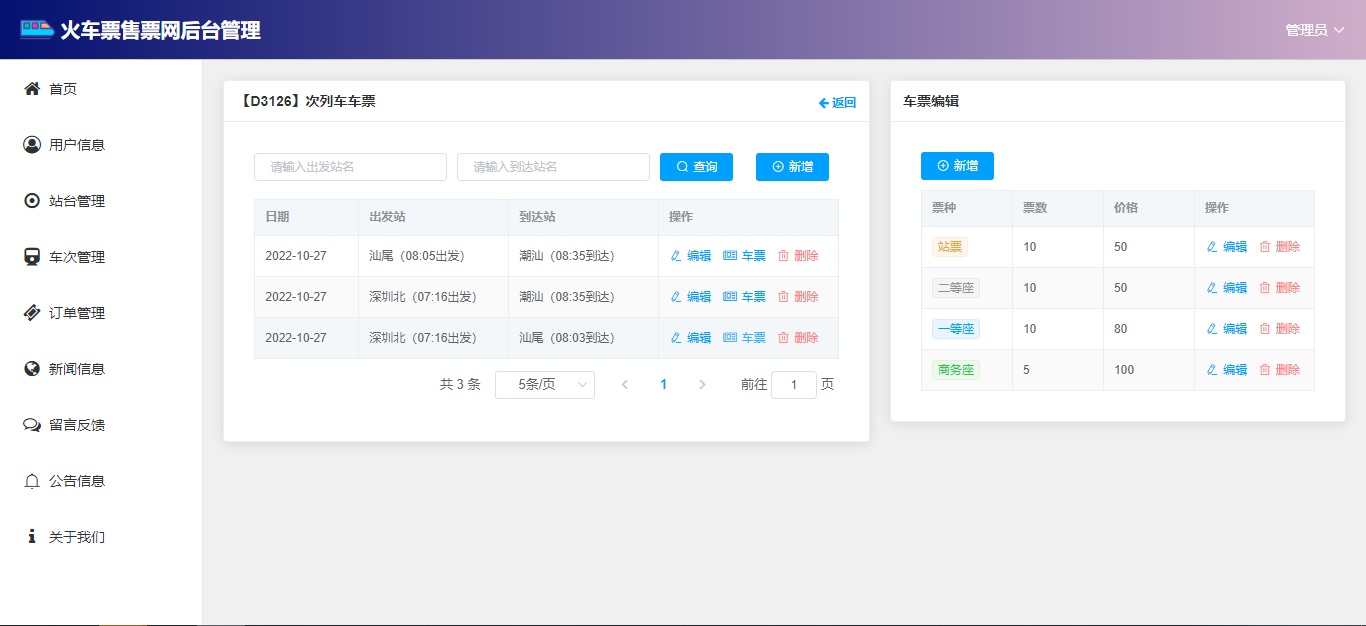 火车票售票网后台管理
管理员
首页
用户信息
站台管理
车次管理
订单管理
新闻信息
留言反馈
公告信息
关于我们
【D3126】次列车车票
返回
请输入出发站名 请输入到达站名 查询 新增
日期 出发站 到达站 操作
2022-10-27 汕尾（08:05出发） 潮汕（08:35到达） 编辑 车票 删除
2022-10-27 深圳北（07:16出发） 潮汕（08:35到达） 编辑 车票 删除
2022-10-27 深圳北（07:16出发） 汕尾（08:03到达） 编辑 车票 删除
共 3 条 5条/页 1 前往 1 页
车票编辑
新增
票种 票数 价格 操作
站票 10 50 编辑 删除
二等座 10 50 编辑 删除
一等座 10 80 编辑 删除
商务座 5 100 编辑 删除